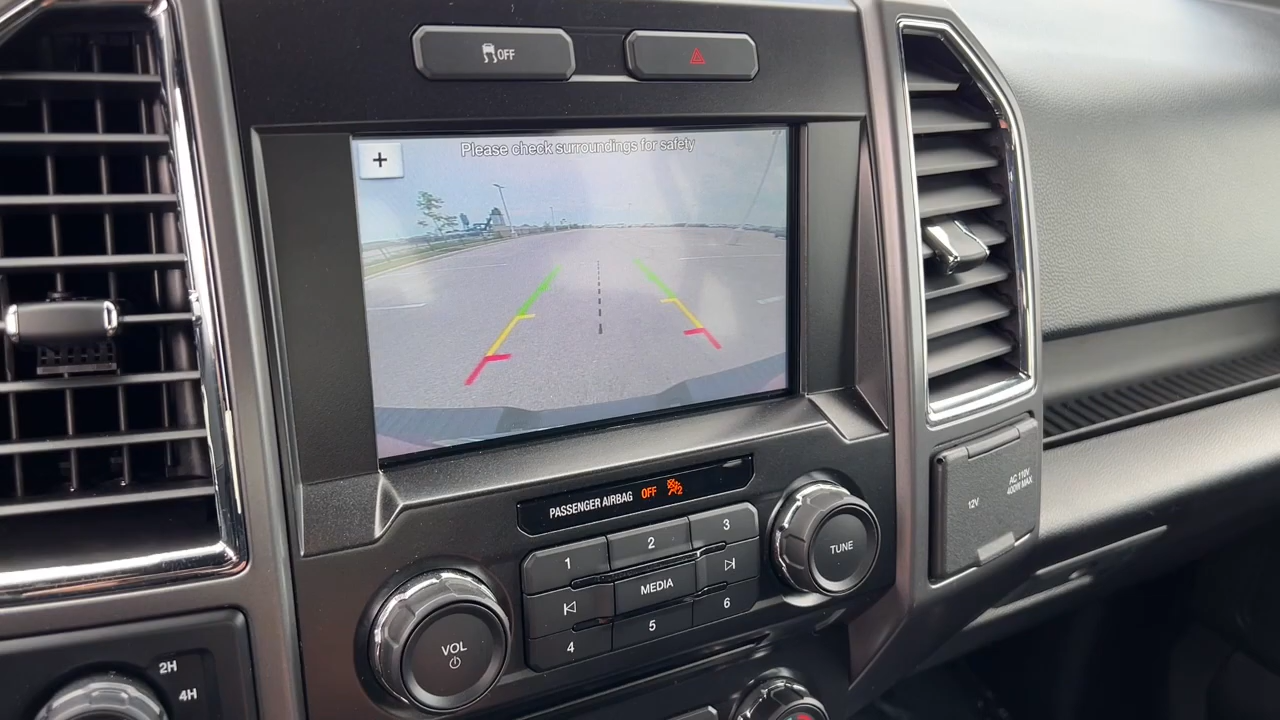 OFF
+
Please check surroundings for safety
PASSENGER AIRBAG OFF 2
1
2
3
MEDIA
4
5
6
VOL
TUNE
12V
AC 110V
400W MAX
2H
4H